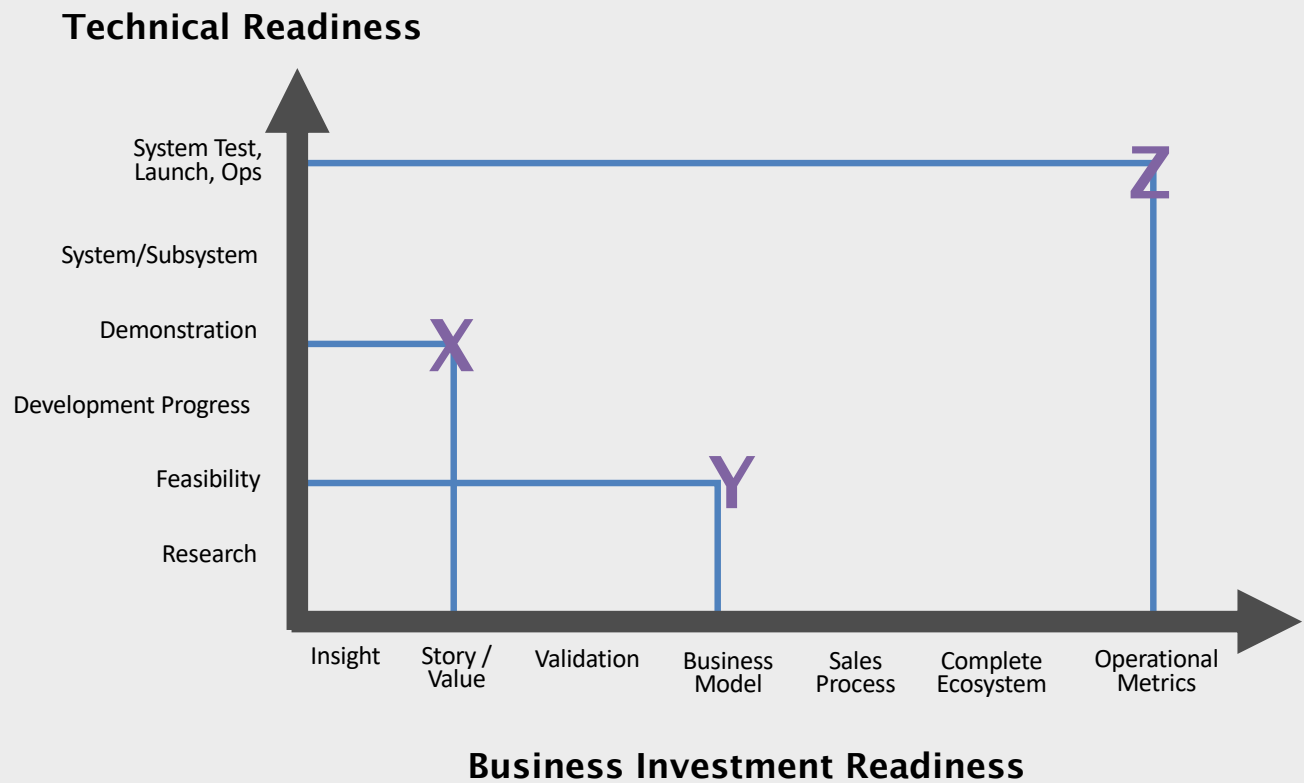 Technical Readiness
System Test,
Launch, Ops
Z
System/Subsystem
Demonstration
X
Development Progress
Feasibility
Y
Research
Insight
Story /
Value
Validation
Business
Model
Sales
Process
Complete
Ecosystem
Operational
Metrics
Business Investment Readiness